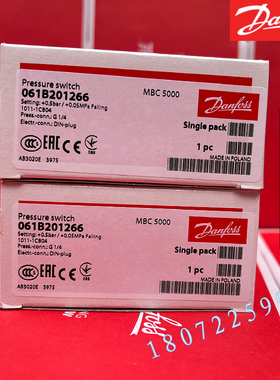 Danfoss
Pressure switch
061B201266
MBC 5000
Setting: +0.5bar / +0.05MPa Falling
1011-1CB04
Press.-conn.: G 1/4
Electr.-conn.: DIN-plug
Danfoss
Single pack
1 pc
AB3020E 3975
MADE IN POLAND
Pressure switch
061B201266
MBC 5000
Setting: +0.5bar / +0.05MPa Falling
1011-1CB04
Press.-conn.: G 1/4
Electr.-conn.: DIN-plug
Danfoss
Single pack
1 pc
AB3020E 3975
MADE IN POLAND
18072259